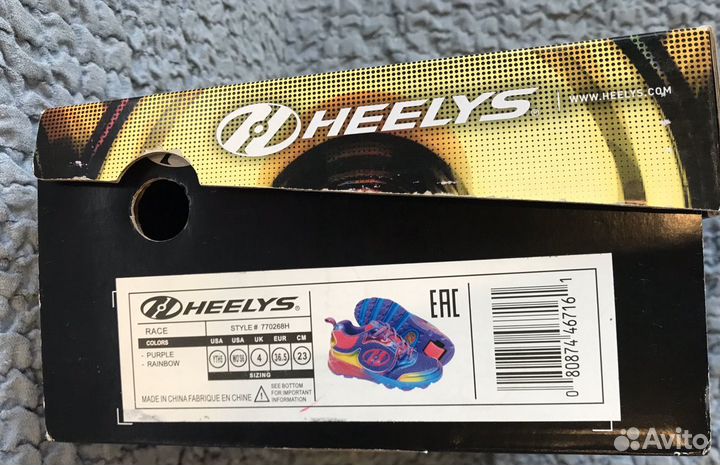 HEELYS®
WWW.HEELYS.COM
HEELYS®
RACE STYLE # 770268H
COLORS
- PURPLE
- RAINBOW
USA USA UK EUR CM
4 36.5 23
SIZING
MADE IN CHINA FABRIQUE EN CHINE
SEE BOTTOM
FOR IMPORTANT
INFORMATION
EAC
0 80874 46716 1
Avito